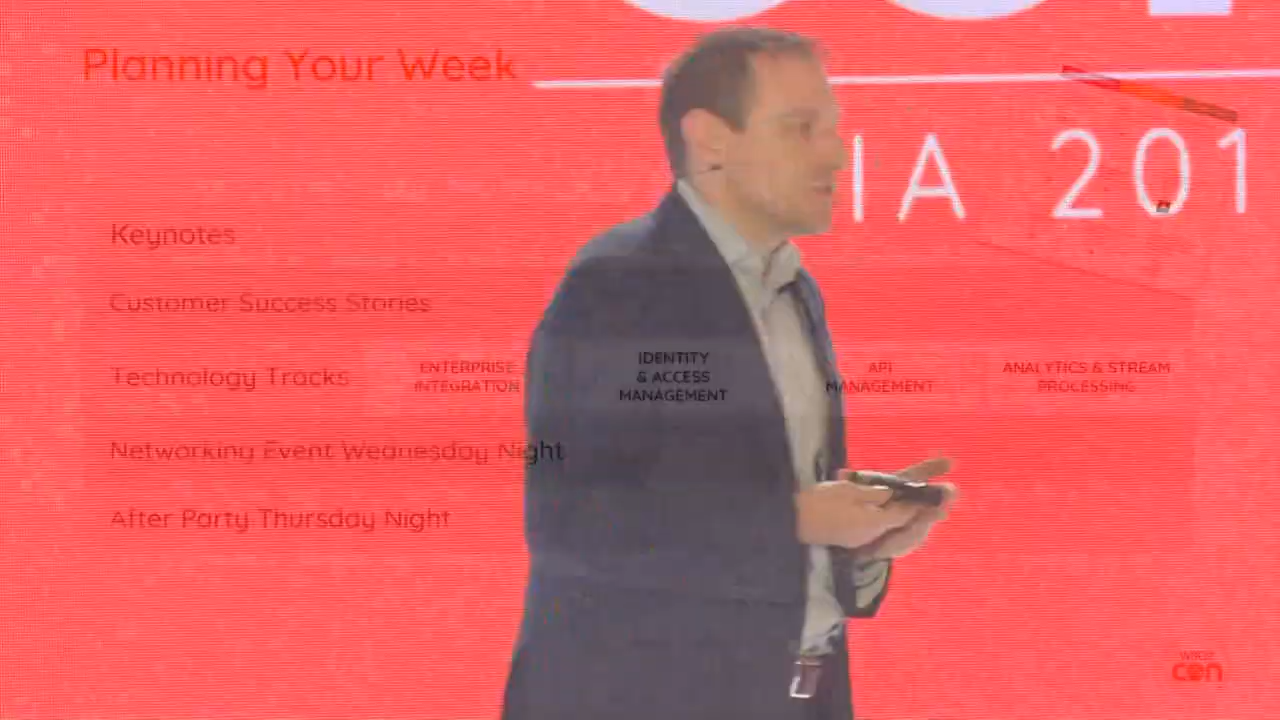 Planning Your Week
IA 201
Keynotes
Customer Success Stories
Technology Tracks
ENTERPRISE
INTEGRATION
IDENTITY
& ACCESS
MANAGEMENT
API
MANAGEMENT
ANALYTICS & STREAM
PROCESSING
Networking Event Wednesday Night
After Party Thursday Night
con